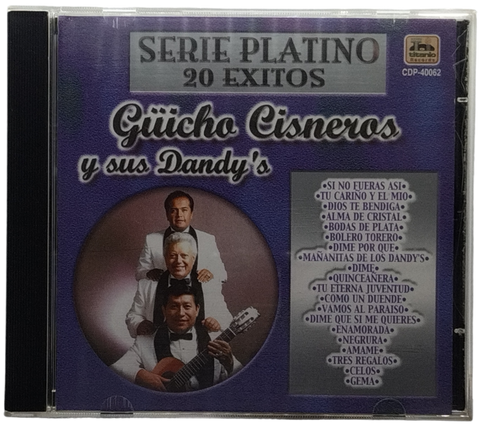 SERIE PLATINO
20 EXITOS
titanio
Records
CDP-40062
Güicho Cisneros
y sus Dandy's
•SI NO FUERAS ASI•
•TU CARIÑO Y EL MIO•
•DIOS TE BENDIGA•
•ALMA DE CRISTAL•
•BODAS DE PLATA•
•BOLERO TORERO•
•DIME POR QUE•
•MAÑANITAS DE LOS DANDY'S•
•DIME•
•QUINCEAÑERA•
•TU ETERNA JUVENTUD•
•COMO UN DUENDE•
•VAMOS AL PARAISO•
•DIME QUE SI ME QUIERES•
•ENAMORADA•
•NEGRURA•
•AMAME•
•TRES REGALOS•
•CELOS•
•GEMA•